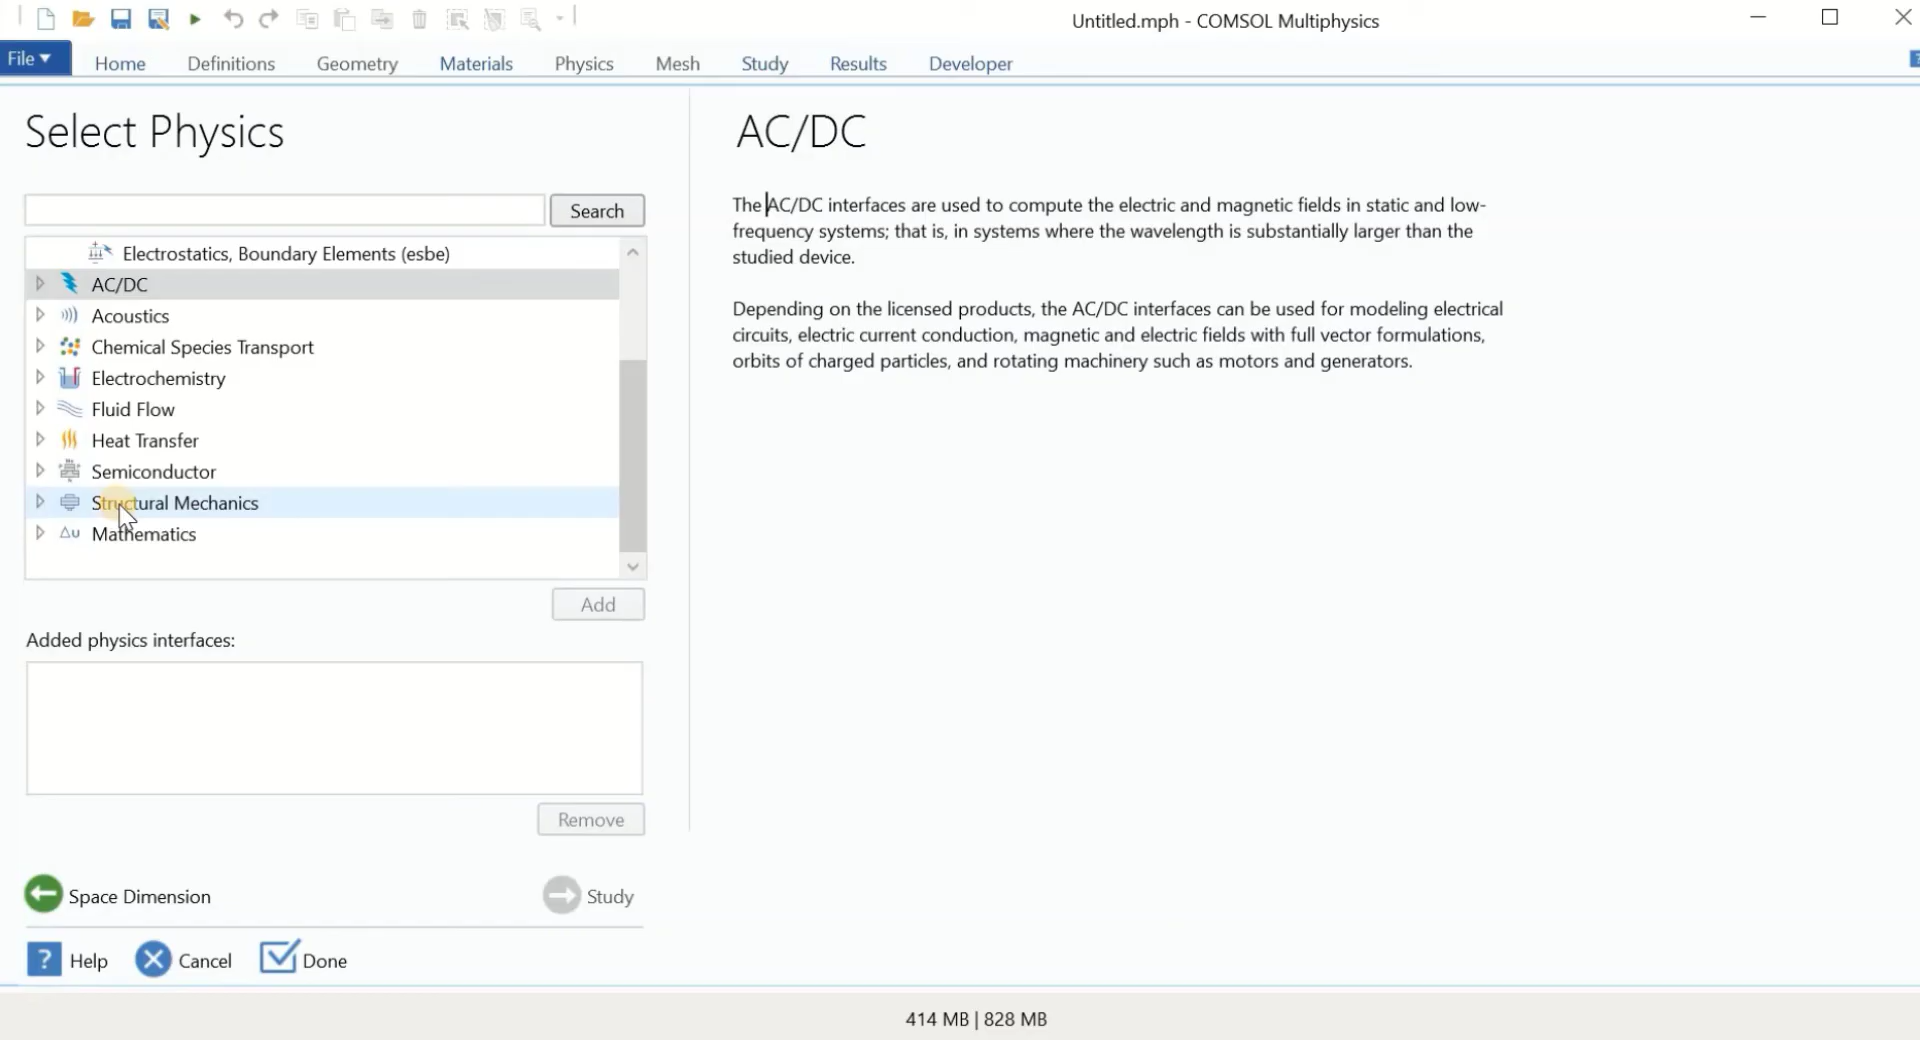 Untitled.mph - COMSOL Multiphysics
File Home Definitions Geometry Materials Physics Mesh Study Results Developer
Select Physics
Search
Electrostatics, Boundary Elements (esbe)
AC/DC
Acoustics
Chemical Species Transport
Electrochemistry
Fluid Flow
Heat Transfer
Semiconductor
Structural Mechanics
Δu Mathematics
Add
Added physics interfaces:
Remove
Space Dimension
Study
? Help
Cancel
Done
AC/DC
The AC/DC interfaces are used to compute the electric and magnetic fields in static and low-
frequency systems; that is, in systems where the wavelength is substantially larger than the
studied device.
Depending on the licensed products, the AC/DC interfaces can be used for modeling electrical
circuits, electric current conduction, magnetic and electric fields with full vector formulations,
orbits of charged particles, and rotating machinery such as motors and generators.
414 MB | 828 MB